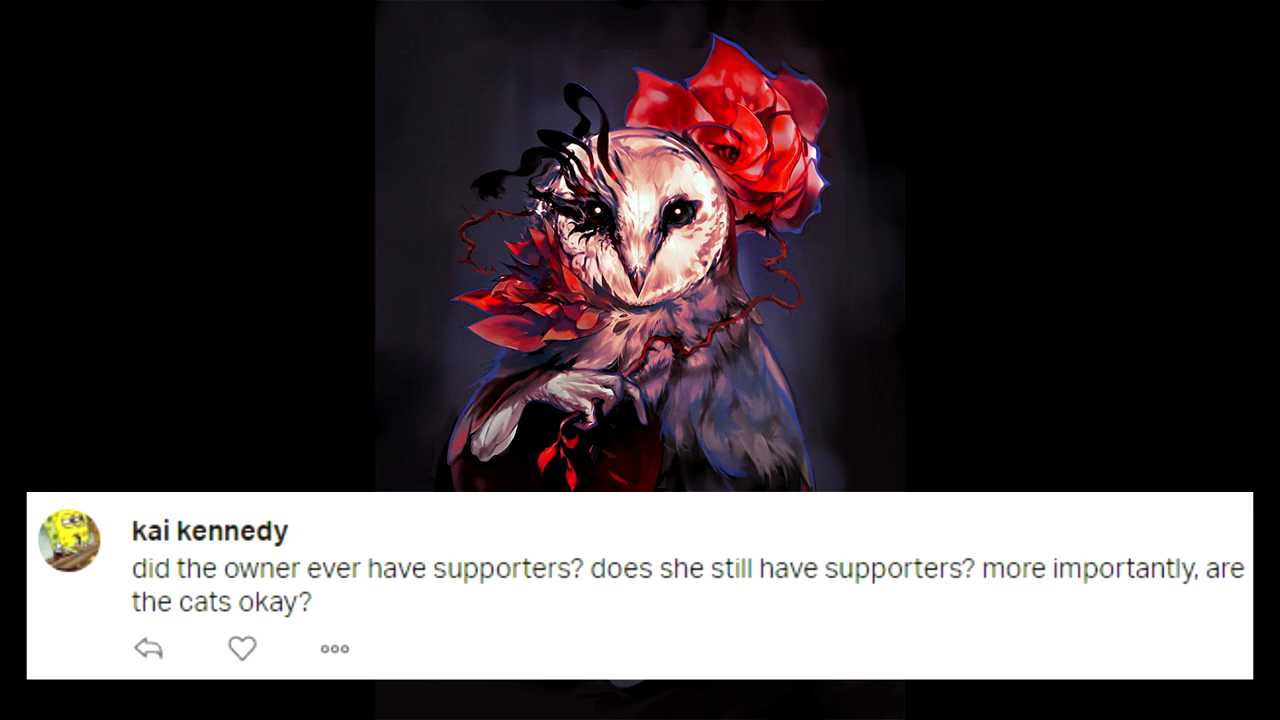 kai kennedy
did the owner ever have supporters? does she still have supporters? more importantly, are
the cats okay?